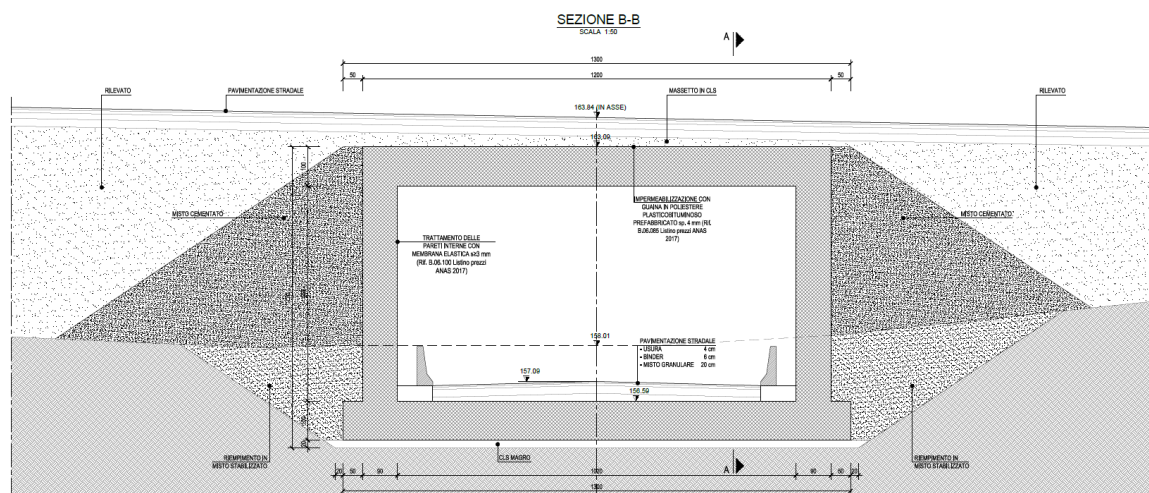 SEZIONE B-B
SCALA 1:50
A
1300
50
1200
50
RILEVATO
PAVIMENTAZIONE STRADALE
163.84 (IN ASSE)
MASSETTO IN CLS
RILEVATO
163.09
100
MISTO CEMENTATO
MISTO CEMENTATO
IMPERMEABILIZZAZIONE CON
GUAINA IN POLIESTERE
PLASTICOBITUMINOSO
PREFABBRICATO sp. 4 mm (Rif.
B.06.085 Listino prezzi ANAS
2017)
TRATTAMENTO DELLE
PARETI INTERNE CON
MEMBRANA ELASTICA s≥3 mm
(Rif. B.06.100 Listino prezzi
ANAS 2017)
158.01
PAVIMENTAZIONE STRADALE
- USURA 4 cm
- BINDER 6 cm
- MISTO GRANULARE 20 cm
157.09
156.59
100
20
RIEMPIMENTO IN
MISTO STABILIZZATO
CLS MAGRO
A
RIEMPIMENTO IN
MISTO STABILIZZATO
20
50
90
1020
90
50
20
1300